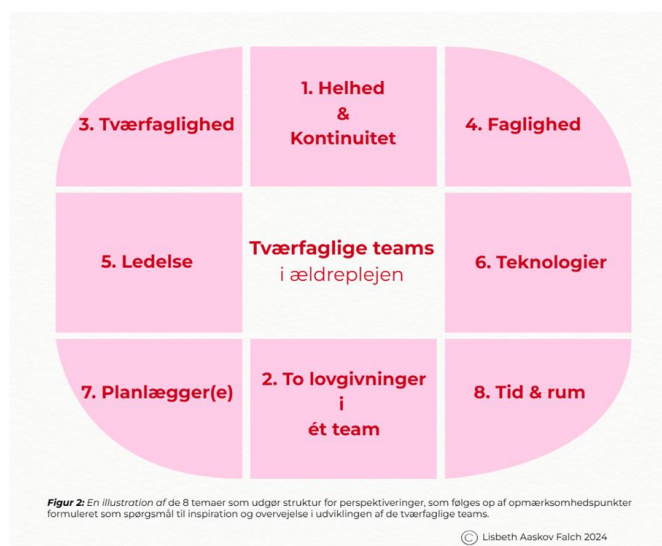 1. Helhed
&
Kontinuitet
3. Tværfaglighed
4. Faglighed
5. Ledelse
Tværfaglige teams
i ældreplejen
6. Teknologier
7. Planlægger(e)
2. To lovgivninger
i
ét team
8. Tid & rum
Figur 2: En illustration af de 8 temaer som udgør struktur for perspektiveringer, som følges op af opmærksomhedspunkter
formuleret som spørgsmål til inspiration og overvejelse i udviklingen af de tværfaglige teams.
© Lisbeth Aaskov Falch 2024